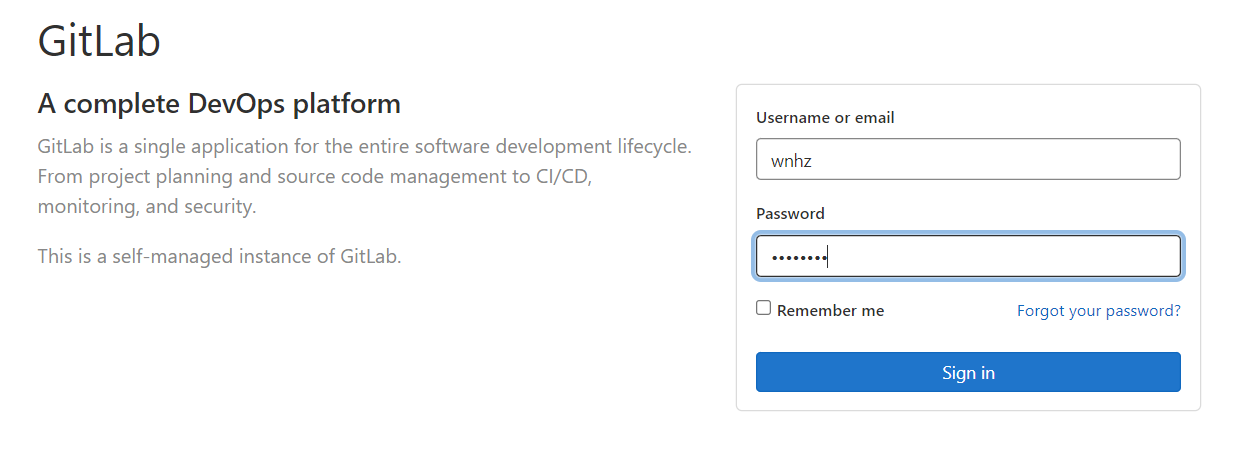 GitLab
A complete DevOps platform
GitLab is a single application for the entire software development lifecycle.
From project planning and source code management to CI/CD,
monitoring, and security.
This is a self-managed instance of GitLab.
Username or email
wnhz
Password
••••••••
Remember me
Forgot your password?
Sign in